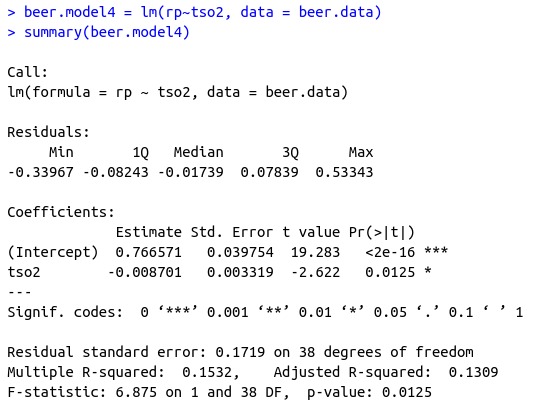 > beer.model4 = lm(rp~tso2, data = beer.data)
> summary(beer.model4)
Call:
lm(formula = rp ~ tso2, data = beer.data)
Residuals:
     Min       1Q   Median       3Q      Max
-0.33967 -0.08243 -0.01739  0.07839  0.53343
Coefficients:
             Estimate Std. Error t value Pr(>|t|)
(Intercept)  0.766571   0.039754  19.283   <2e-16 ***
tso2        -0.008701   0.003319  -2.622   0.0125 *
---
Signif. codes:  0 ‘***’ 0.001 ‘**’ 0.01 ‘*’ 0.05 ‘.’ 0.1 ‘ ’ 1
Residual standard error: 0.1719 on 38 degrees of freedom
Multiple R-squared:  0.1532,    Adjusted R-squared:  0.1309
F-statistic: 6.875 on 1 and 38 DF,  p-value: 0.0125